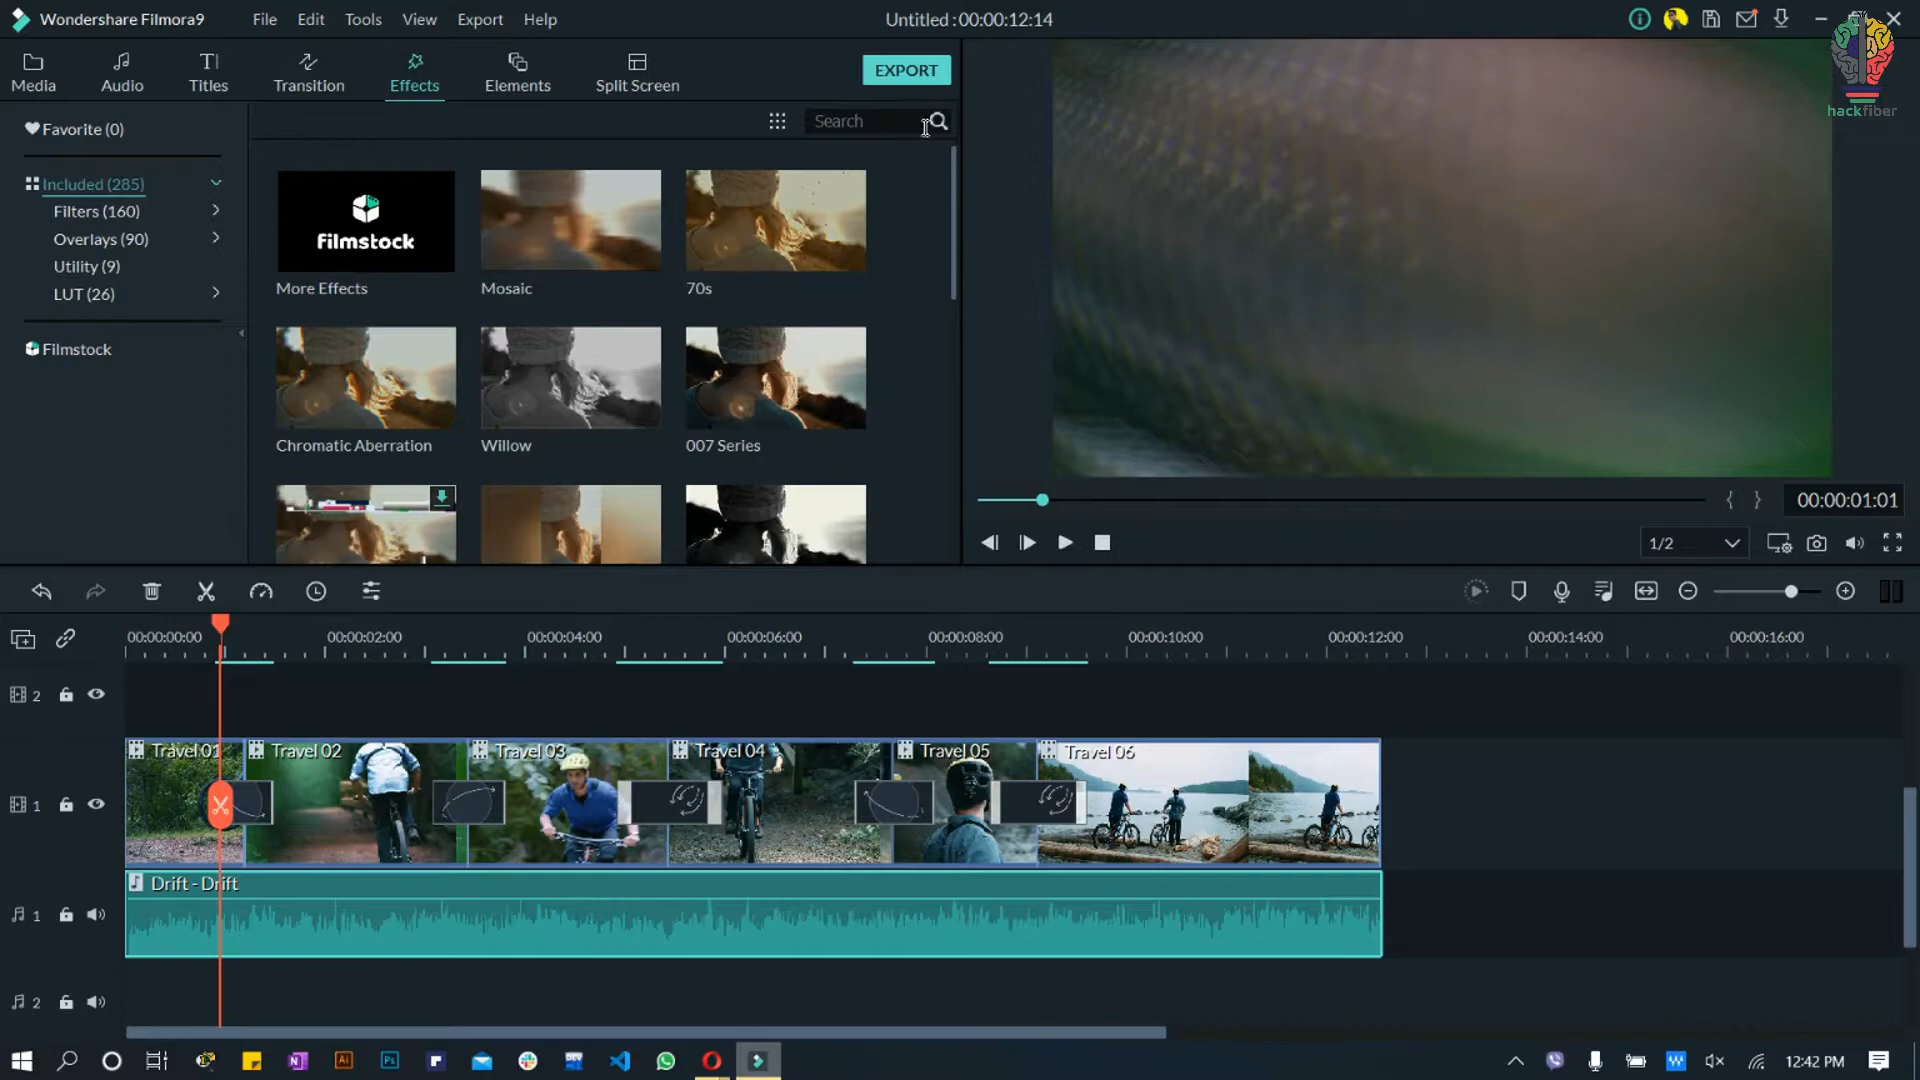 Wondershare Filmora9
File Edit Tools View Export Help
Untitled : 00:00:12:14
Media
Audio
Titles
Transition
Effects
Elements
Split Screen
EXPORT
hackfiber
Favorite (0)
Search
Included (285)
Filters (160)
Overlays (90)
Utility (9)
LUT (26)
Filmstock
filmstock
More Effects
Mosaic
70s
Chromatic Aberration
Willow
007 Series
00:00:01:01
1/2
00:00:00:00 00:00:02:00 00:00:04:00 00:00:06:00 00:00:08:00 00:00:10:00 00:00:12:00 00:00:14:00 00:00:16:00
2
Travel 01 Travel 02 Travel 03 Travel 04 Travel 05 Travel 06
1
Drift - Drift
1
2
Ai
Ps
DEV
W
12:42 PM